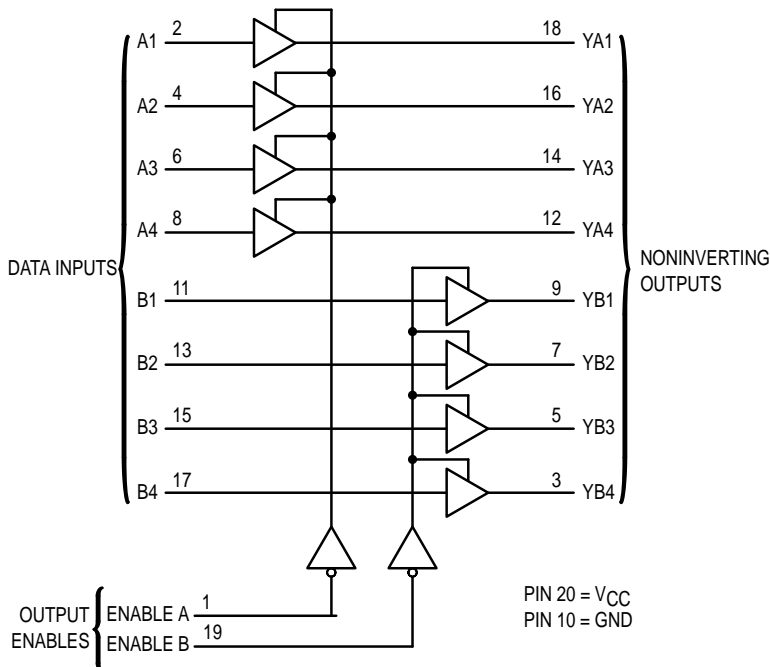 A1 2 18 YA1
A2 4 16 YA2
A3 6 14 YA3
A4 8 12 YA4
DATA INPUTS
NONINVERTING
OUTPUTS
B1 11 9 YB1
B2 13 7 YB2
B3 15 5 YB3
B4 17 3 YB4
OUTPUT
ENABLES
ENABLE A 1
ENABLE B 19
PIN 20 = VCC
PIN 10 = GND